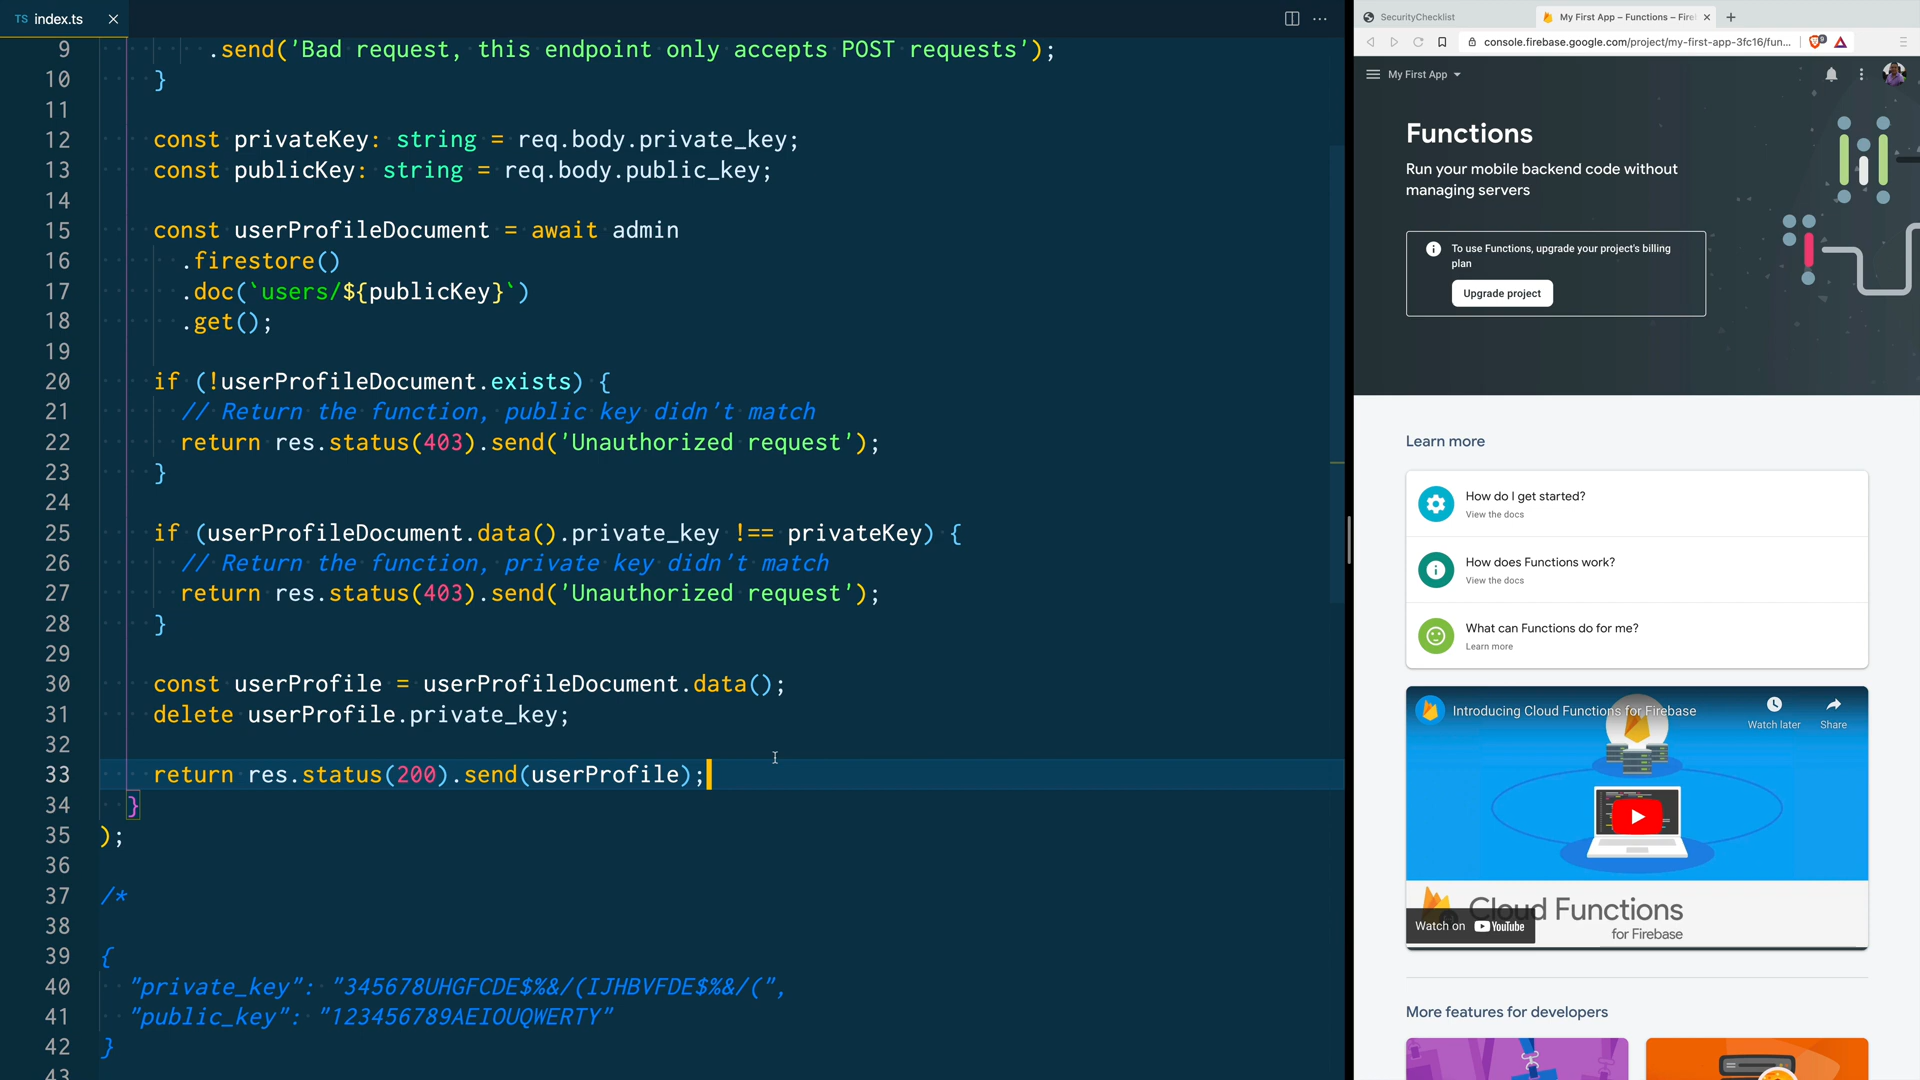 TS index.ts
9 .send('Bad request, this endpoint only accepts POST requests');
10 }
11
12 const privateKey: string = req.body.private_key;
13 const publicKey: string = req.body.public_key;
14
15 const userProfileDocument = await admin
16 .firestore()
17 .doc(`users/${publicKey}`)
18 .get();
19
20 if (!userProfileDocument.exists) {
21 // Return the function, public key didn't match
22 return res.status(403).send('Unauthorized request');
23 }
24
25 if (userProfileDocument.data().private_key !== privateKey) {
26 // Return the function, private key didn't match
27 return res.status(403).send('Unauthorized request');
28 }
29
30 const userProfile = userProfileDocument.data();
31 delete userProfile.private_key;
32
33 return res.status(200).send(userProfile);
34 }
35 );
36
37 /*
38
39 {
40 "private_key": "345678UHGFCDE$%&/(IJHBVFDE$%&/(",
41 "public_key": "123456789AEIOUQWERTY"
42 }
43
SecurityChecklist
My First App – Functions – Fire
console.firebase.google.com/project/my-first-app-3fc16/fun...
9
My First App
Functions
Run your mobile backend code without
managing servers
To use Functions, upgrade your project's billing
plan
Upgrade project
Learn more
How do I get started?
View the docs
How does Functions work?
View the docs
What can Functions do for me?
Learn more
Introducing Cloud Functions for Firebase
Watch later
Share
Cloud Functions
for Firebase
Watch on YouTube
More features for developers